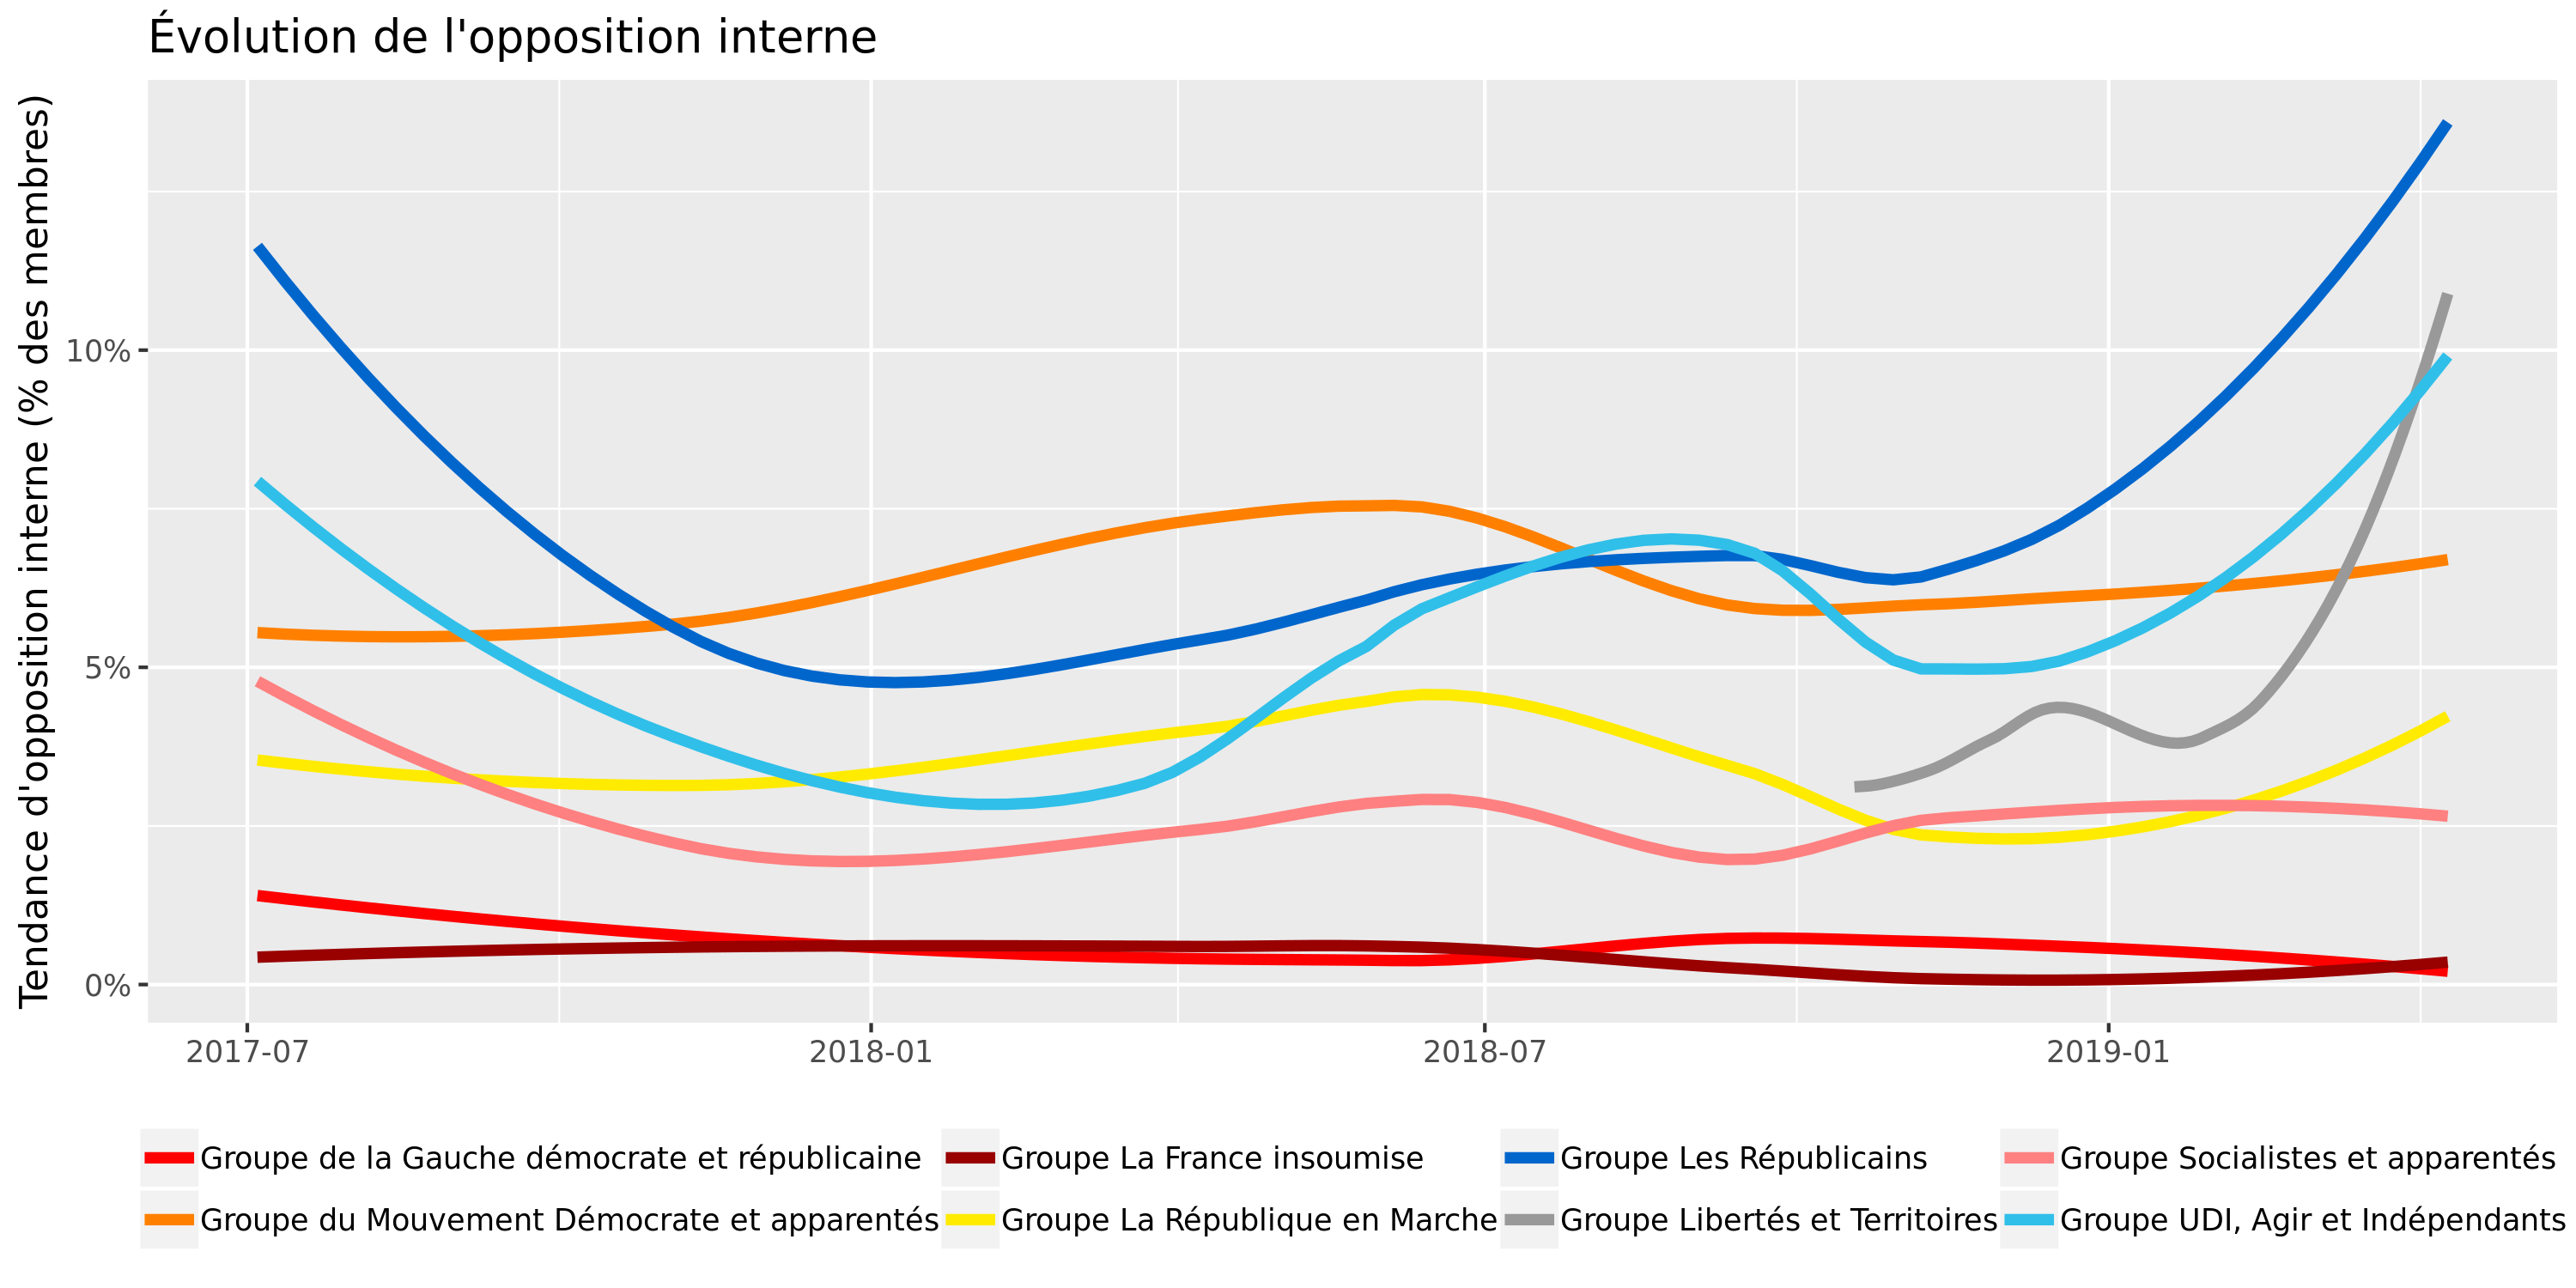 Évolution de l'opposition interne
Tendance d'opposition interne (% des membres)
10%
5%
0%
2017-07 2018-01 2018-07 2019-01
Groupe de la Gauche démocrate et républicaine Groupe La France insoumise Groupe Les Républicains Groupe Socialistes et apparentés
Groupe du Mouvement Démocrate et apparentés Groupe La République en Marche Groupe Libertés et Territoires Groupe UDI, Agir et Indépendants